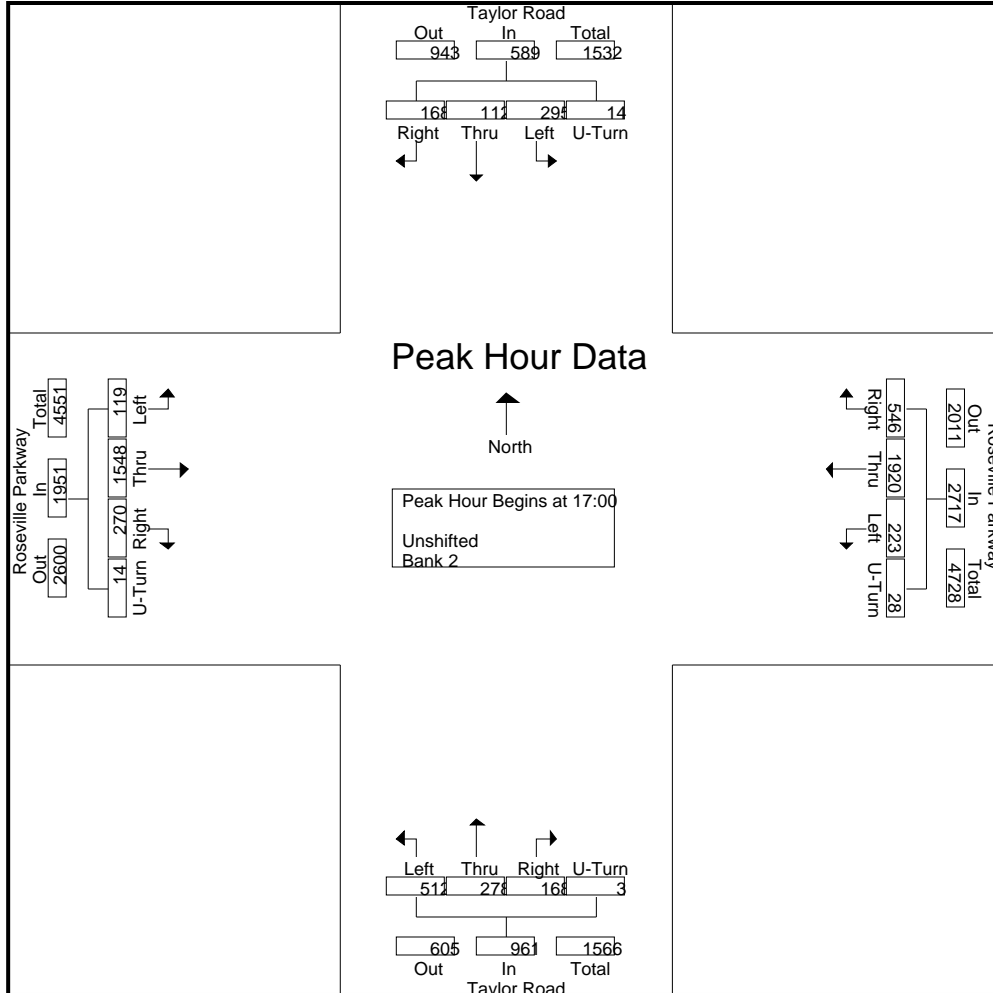 Taylor Road
Out In Total
943 589 1532
168 112 295 14
Right Thru Left U-Turn
Peak Hour Data
North
Peak Hour Begins at 17:00
Unshifted
Bank 2
Roseville Parkway
Out In Total
2600 1951 4551
119 1548 270 14
Left Thru Right U-Turn
Roseville Parkway
Out In Total
2011 2717 4728
546 1920 223 28
Right Thru Left U-Turn
Left Thru Right U-Turn
512 278 168 3
605 961 1566
Out In Total
Taylor Road